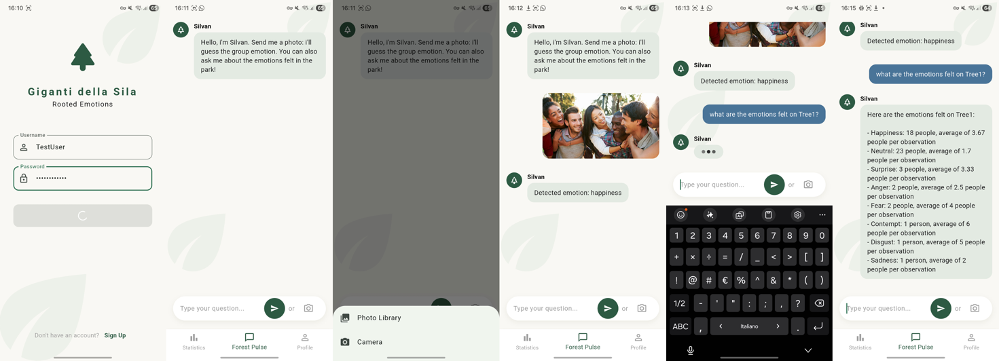 16:10
65
Giganti della Sila
Rooted Emotions
Username
TestUser
Password
••••••••••••
Don't have an account? Sign Up
16:11
65
Silvan
Hello, i'm Silvan. Send me a photo: i'll
guess the group emotion. You can also
ask me about the emotions felt in the
park!
Type your question...
or
Statistics
Forest Pulse
Profile
16:11
Silvan
Hello, i'm Silvan. Send me a photo: i'll
guess the group emotion. You can also
ask me about the emotions felt in the
park!
Photo Library
Camera
16:12
65
Silvan
Hello, i'm Silvan. Send me a photo: i'll
guess the group emotion. You can also
ask me about the emotions felt in the
park!
Silvan
Detected emotion: happiness
Type your question...
or
Statistics
Forest Pulse
Profile
16:13
65
Silvan
Detected emotion: happiness
what are the emotions felt on Tree1?
Silvan
Type your question...
or
1 2 3 4 5 6 7 8 9 0
+ × ÷ = / _ < > [ ]
! @ # € % ^ & * ( )
1/2 - ' " : ; , ?
ABC , < Italiano > .
16:15
64
Silvan
Detected emotion: happiness
what are the emotions felt on Tree1?
Silvan
Here are the emotions felt on Tree1:
- Happiness: 18 people, average of 3.67
people per observation
- Neutral: 23 people, average of 1.7
people per observation
- Surprise: 3 people, average of 3.33
people per observation
- Anger: 2 people, average of 2.5 people
per observation
- Fear: 2 people, average of 4 people
per observation
- Contempt: 1 person, average of 6
people per observation
- Disgust: 1 person, average of 5 people
per observation
- Sadness: 1 person, average of 2
people per observation
Type your question...
or
Statistics
Forest Pulse
Profile